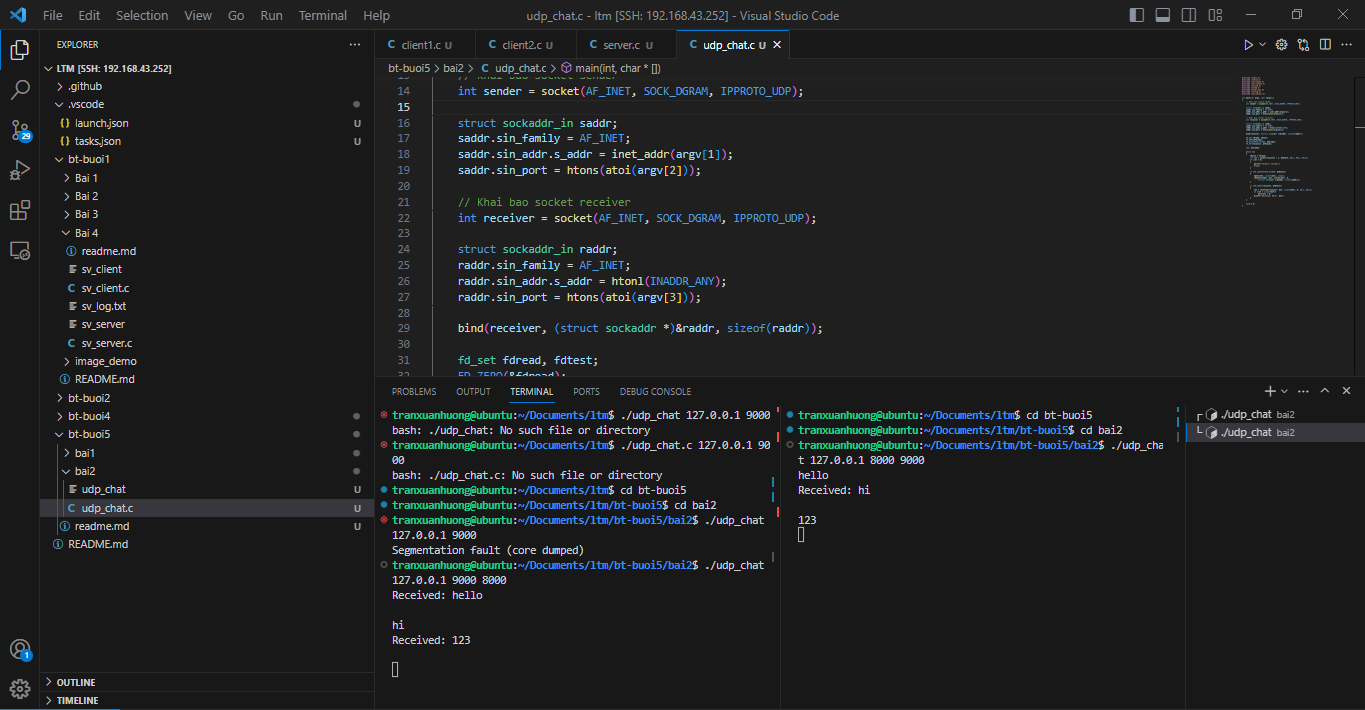 File Edit Selection View Go Run Terminal Help
udp_chat.c - ltm [SSH: 192.168.43.252] - Visual Studio Code
EXPLORER
LTM [SSH: 192.168.43.252]
.github
.vscode
launch.json U
tasks.json U
bt-buoi1
Bai 1
Bai 2
Bai 3
Bai 4
readme.md
sv_client
sv_client.c
sv_log.txt
sv_server
sv_server.c
image_demo
README.md
bt-buoi2
bt-buoi4
bt-buoi5
bai1
bai2
udp_chat U
udp_chat.c U
readme.md U
README.md
OUTLINE
TIMELINE
29
1
client1.c U
client2.c U
server.c U
udp_chat.c U
bt-buoi5 > bai2 > C udp_chat.c > main(int, char * [])
13 // Khai bao socket sender
14 int sender = socket(AF_INET, SOCK_DGRAM, IPPROTO_UDP);
15
16 struct sockaddr_in saddr;
17 saddr.sin_family = AF_INET;
18 saddr.sin_addr.s_addr = inet_addr(argv[1]);
19 saddr.sin_port = htons(atoi(argv[2]));
20
21 // Khai bao socket receiver
22 int receiver = socket(AF_INET, SOCK_DGRAM, IPPROTO_UDP);
23
24 struct sockaddr_in raddr;
25 raddr.sin_family = AF_INET;
26 raddr.sin_addr.s_addr = htonl(INADDR_ANY);
27 raddr.sin_port = htons(atoi(argv[3]));
28
29 bind(receiver, (struct sockaddr *)&raddr, sizeof(raddr));
30
31 fd_set fdread, fdtest;
32 FD_ZERO(&fdread);
PROBLEMS OUTPUT TERMINAL PORTS DEBUG CONSOLE
tranxuanhuong@ubuntu:~/Documents/ltm$ ./udp_chat 127.0.0.1 9000
bash: ./udp_chat: No such file or directory
tranxuanhuong@ubuntu:~/Documents/ltm$ ./udp_chat.c 127.0.0.1 90
00
bash: ./udp_chat.c: No such file or directory
tranxuanhuong@ubuntu:~/Documents/ltm$ cd bt-buoi5
tranxuanhuong@ubuntu:~/Documents/ltm/bt-buoi5$ cd bai2
tranxuanhuong@ubuntu:~/Documents/ltm/bt-buoi5/bai2$ ./udp_chat
127.0.0.1 9000
Segmentation fault (core dumped)
tranxuanhuong@ubuntu:~/Documents/ltm/bt-buoi5/bai2$ ./udp_chat
127.0.0.1 9000 8000
Received: hello
hi
Received: 123
tranxuanhuong@ubuntu:~/Documents/ltm$ cd bt-buoi5
tranxuanhuong@ubuntu:~/Documents/ltm/bt-buoi5$ cd bai2
tranxuanhuong@ubuntu:~/Documents/ltm/bt-buoi5/bai2$ ./udp_cha
t 127.0.0.1 8000 9000
hello
Received: hi
123
./udp_chat bai2
./udp_chat bai2